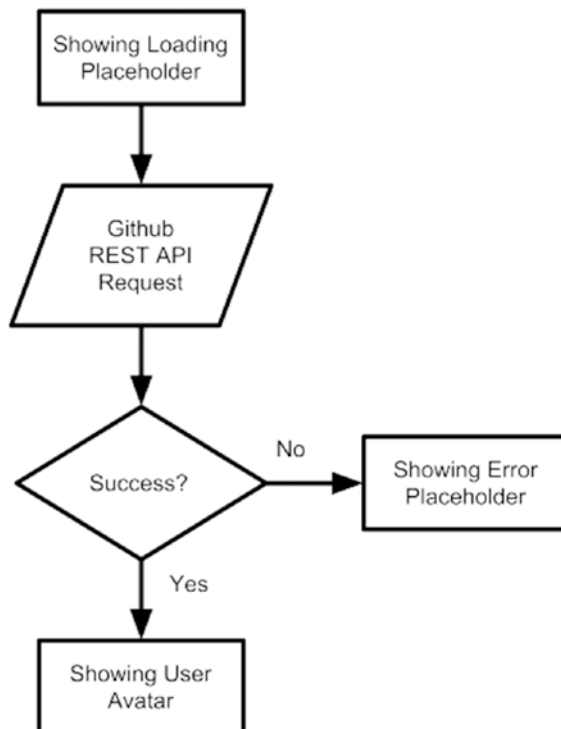 Showing Loading
Placeholder
Github
REST API
Request
Success?
No
Showing Error
Placeholder
Yes
Showing User
Avatar